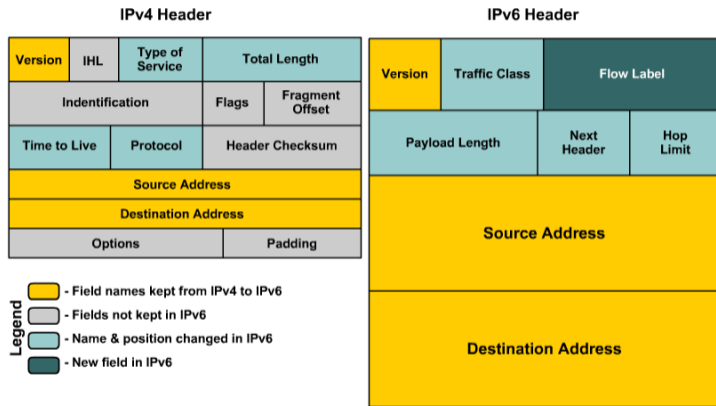 IPv4 Header
Version IHL Type of Service Total Length
Indentification Flags Fragment Offset
Time to Live Protocol Header Checksum
Source Address
Destination Address
Options Padding
Legend
- Field names kept from IPv4 to IPv6
- Fields not kept in IPv6
- Name & position changed in IPv6
- New field in IPv6
IPv6 Header
Version Traffic Class Flow Label
Payload Length Next Header Hop Limit
Source Address
Destination Address